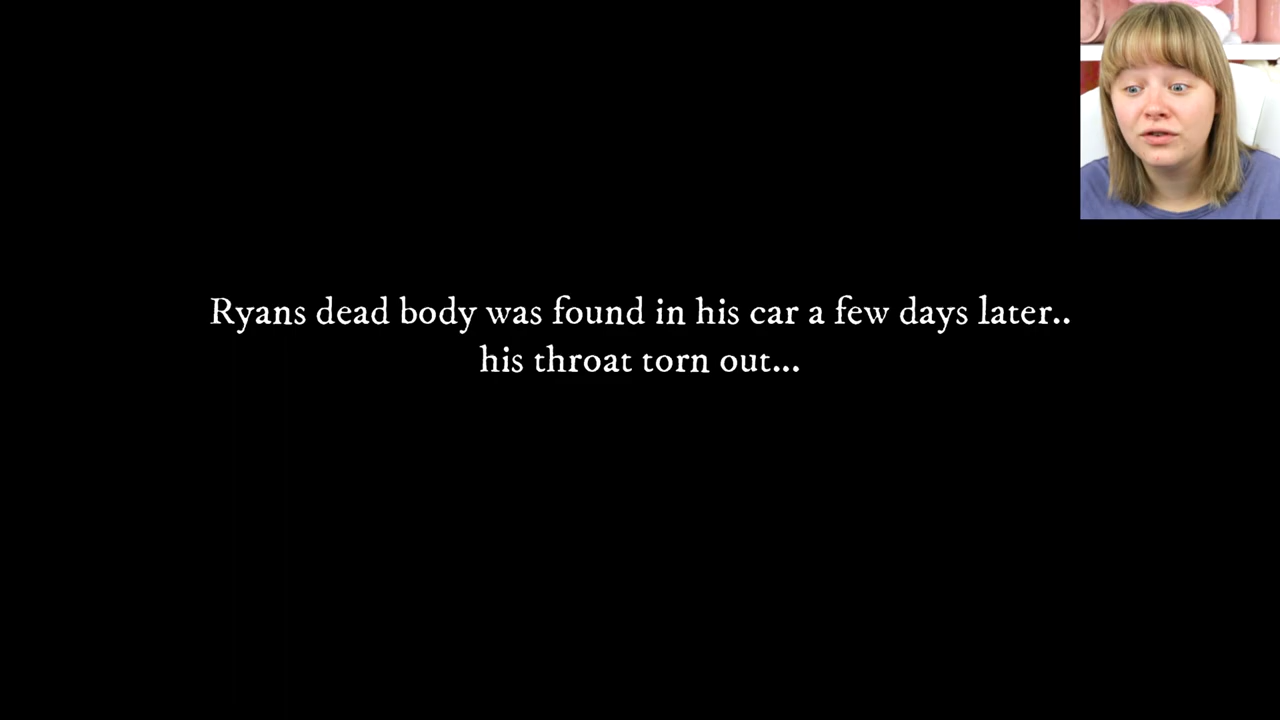 Ryans dead body was found in his car a few days later..
his throat torn out...